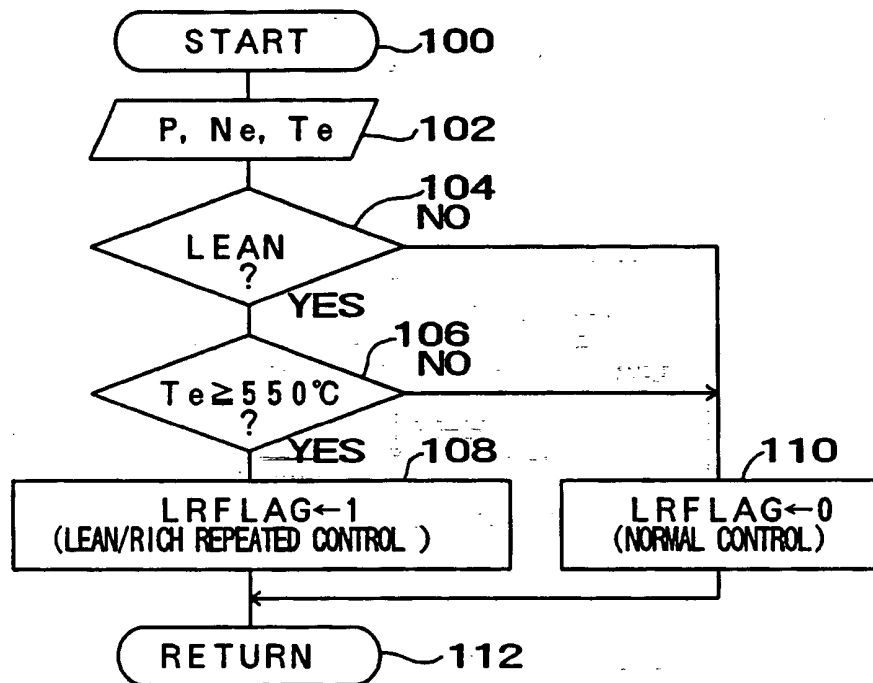 START
100
P, Ne, Te
102
104
NO
LEAN
?
YES
106
NO
Te≧550℃
?
YES
108
110
LRFLAG←1
(LEAN/RICH REPEATED CONTROL )
LRFLAG←0
(NORMAL CONTROL)
RETURN
112